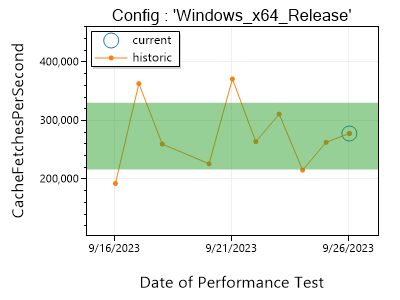 Config : 'Windows_x64_Release'
current
historic
CacheFetchesPerSecond
400,000
300,000
200,000
9/16/2023
9/21/2023
9/26/2023
Date of Performance Test